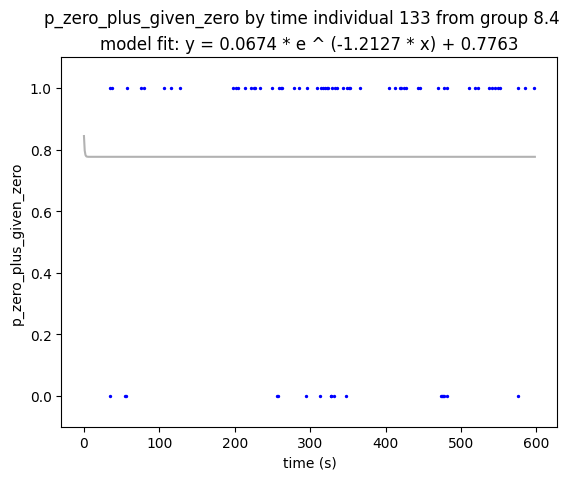 p_zero_plus_given_zero by time individual 133 from group 8.4
model fit: y = 0.0674 * e ^ (-1.2127 * x) + 0.7763
1.0
0.8
0.6
0.4
0.2
0.0
p_zero_plus_given_zero
0 100 200 300 400 500 600
time (s)